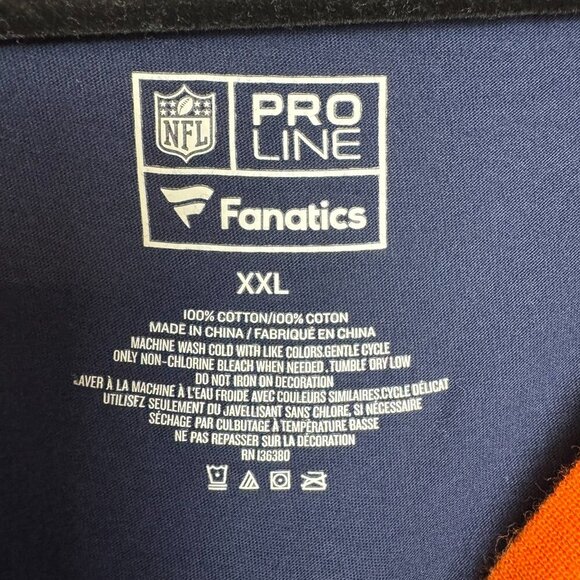 NFL
PRO
LINE
Fanatics
XXL
100% COTTON/100% COTON
MADE IN CHINA / FABRIQUÉ EN CHINA
MACHINE WASH COLD WITH LIKE COLORS.GENTLE CYCLE
ONLY NON-CHLORINE BLEACH WHEN NEEDED .TUMBLE DRY LOW
DO NOT IRON ON DECORATION
LAVER À LA MACHINE À L'EAU FROIDE AVEC COULEURS SIMILAIRES.CYCLE DÉLICAT
UTILISEZ SEULEMENT DU JAVELLISANT SANS CHLORE, SI NÉCESSAIRE
SÉCHAGE PAR CULBUTAGE À TEMPÉRATURE BASSE
NE PAS REPASSER SUR LA DÉCORATION
RN 136380